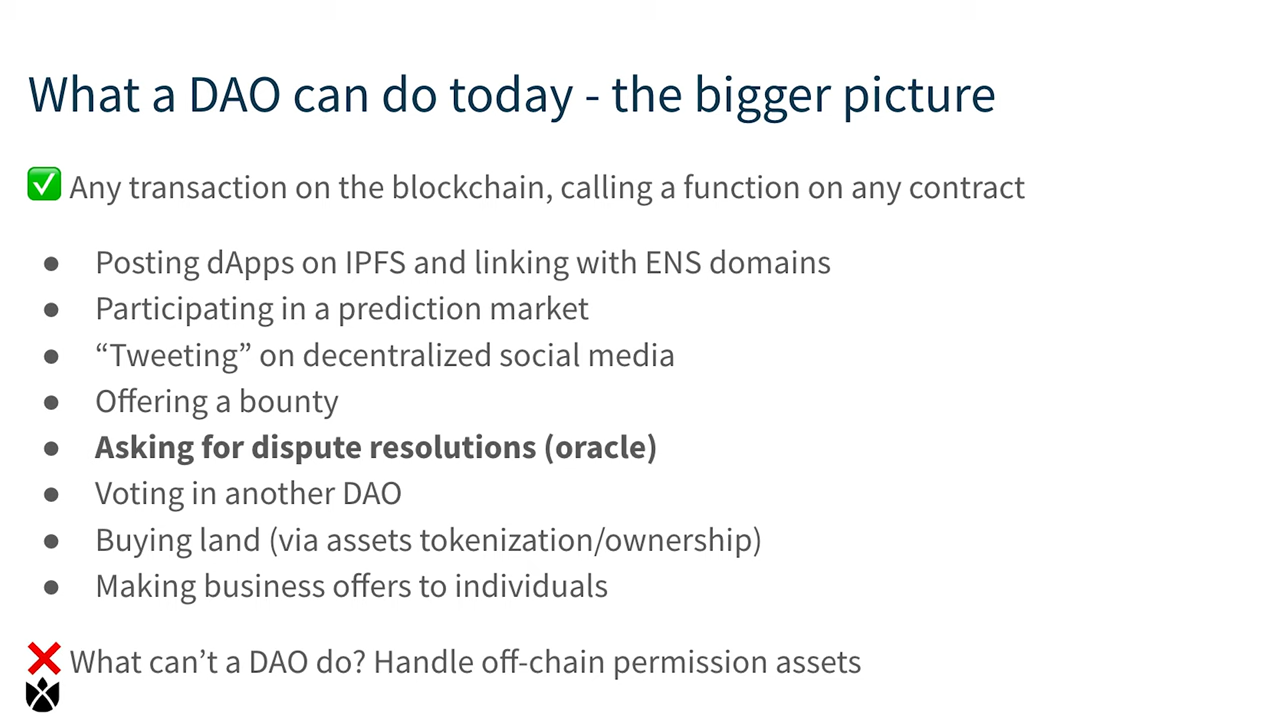 What a DAO can do today - the bigger picture
✅ Any transaction on the blockchain, calling a function on any contract
● Posting dApps on IPFS and linking with ENS domains
● Participating in a prediction market
● “Tweeting” on decentralized social media
● Offering a bounty
● Asking for dispute resolutions (oracle)
● Voting in another DAO
● Buying land (via assets tokenization/ownership)
● Making business offers to individuals
❌ What can’t a DAO do? Handle off-chain permission assets